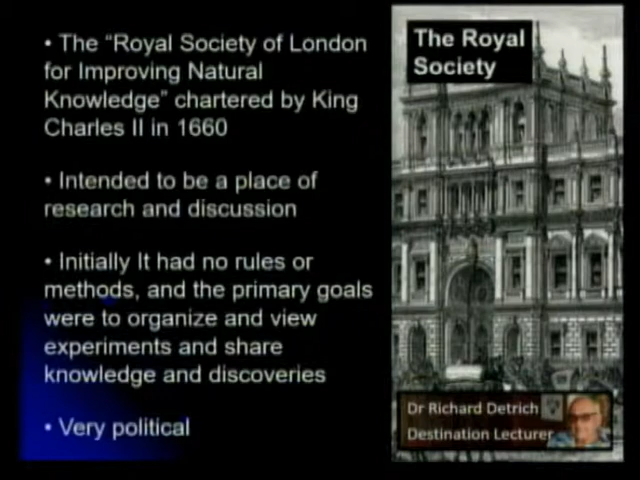 • The “Royal Society of London
for Improving Natural
Knowledge” chartered by King
Charles II in 1660
• Intended to be a place of
research and discussion
• Initially It had no rules or
methods, and the primary goals
were to organize and view
experiments and share
knowledge and discoveries
• Very political
The Royal
Society
Dr Richard Detrich
Destination Lecturer